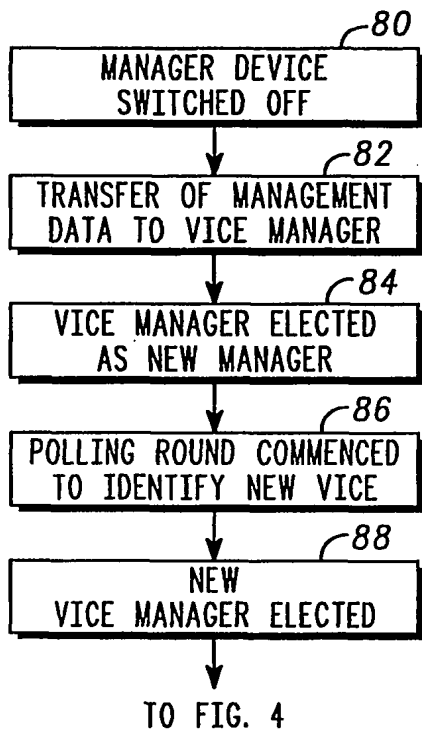 80
MANAGER DEVICE
SWITCHED OFF
82
TRANSFER OF MANAGEMENT
DATA TO VICE MANAGER
84
VICE MANAGER ELECTED
AS NEW MANAGER
86
POLLING ROUND COMMENCED
TO IDENTIFY NEW VICE
88
NEW
VICE MANAGER ELECTED
TO FIG. 4